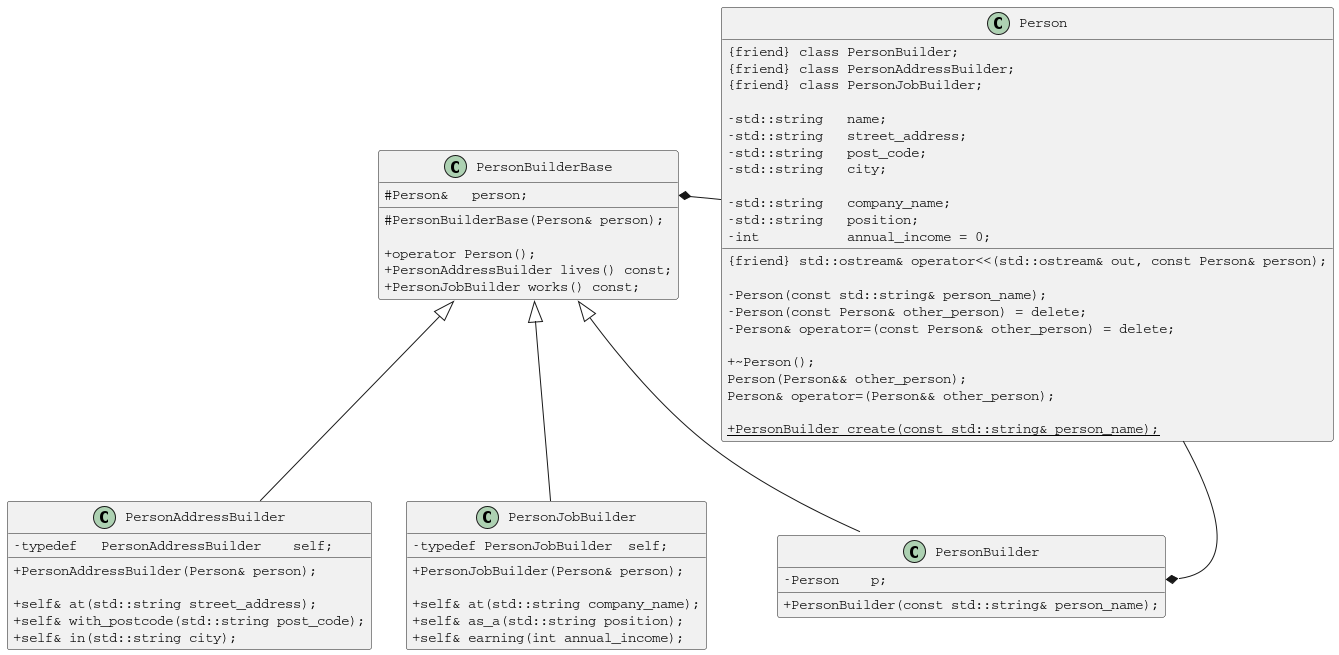 C Person
{friend} class PersonBuilder;
{friend} class PersonAddressBuilder;
{friend} class PersonJobBuilder;
-std::string   name;
-std::string   street_address;
-std::string   post_code;
-std::string   city;
-std::string   company_name;
-std::string   position;
-int           annual_income = 0;
{friend} std::ostream& operator<<(std::ostream& out, const Person& person);
-Person(const std::string& person_name);
-Person(const Person& other_person) = delete;
-Person& operator=(const Person& other_person) = delete;
+~Person();
Person(Person&& other_person);
Person& operator=(Person&& other_person);
+PersonBuilder create(const std::string& person_name);
C PersonBuilderBase
#Person&   person;
#PersonBuilderBase(Person& person);
+operator Person();
+PersonAddressBuilder lives() const;
+PersonJobBuilder works() const;
C PersonAddressBuilder
-typedef   PersonAddressBuilder    self;
+PersonAddressBuilder(Person& person);
+self& at(std::string street_address);
+self& with_postcode(std::string post_code);
+self& in(std::string city);
C PersonJobBuilder
-typedef PersonJobBuilder  self;
+PersonJobBuilder(Person& person);
+self& at(std::string company_name);
+self& as_a(std::string position);
+self& earning(int annual_income);
C PersonBuilder
-Person    p;
+PersonBuilder(const std::string& person_name);